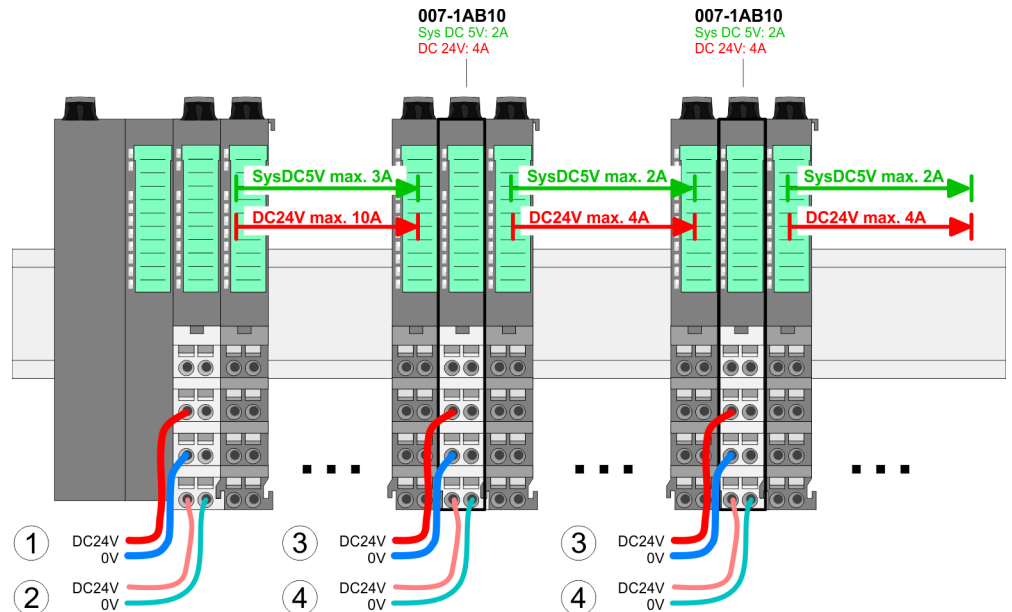 007-1AB10
Sys DC 5V: 2A
DC 24V: 4A
007-1AB10
Sys DC 5V: 2A
DC 24V: 4A
SysDC5V max. 3A
SysDC5V max. 2A
SysDC5V max. 2A
DC24V max. 10A
DC24V max. 4A
DC24V max. 4A
1 DC24V
0V
2 DC24V
0V
3 DC24V
0V
4 DC24V
0V
3 DC24V
0V
4 DC24V
0V